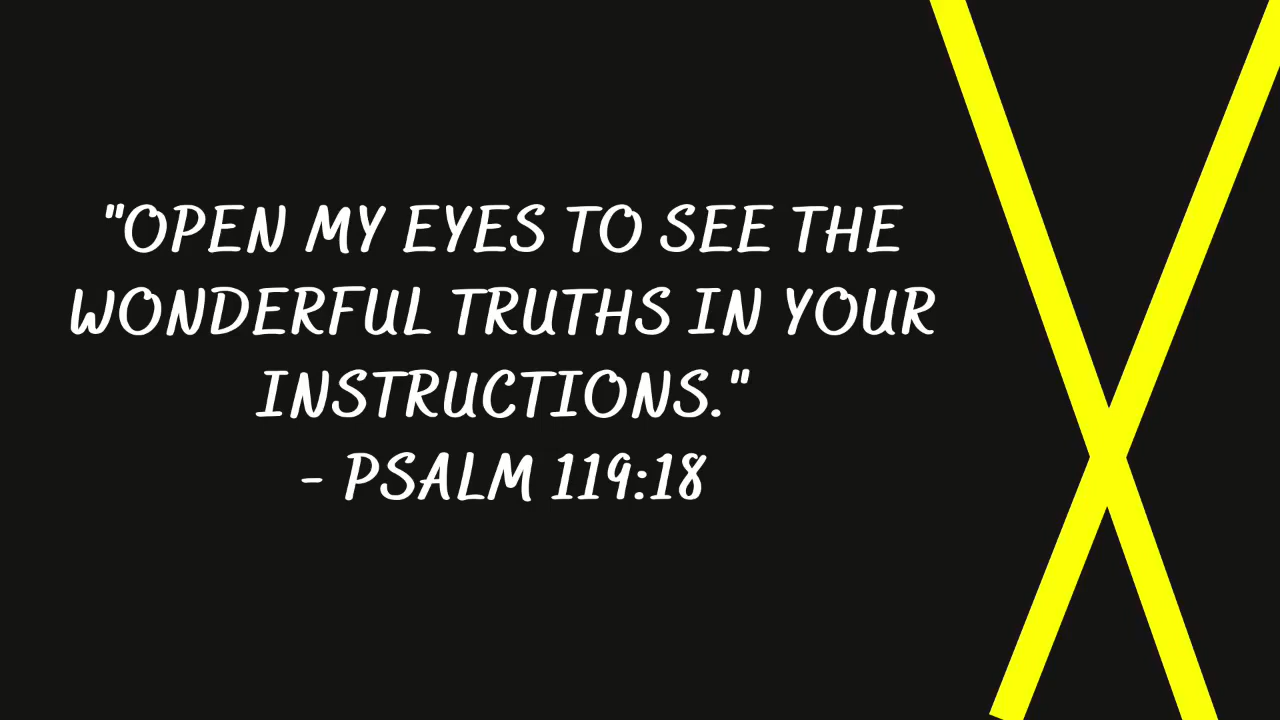 "OPEN MY EYES TO SEE THE
WONDERFUL TRUTHS IN YOUR
INSTRUCTIONS."
- PSALM 119:18